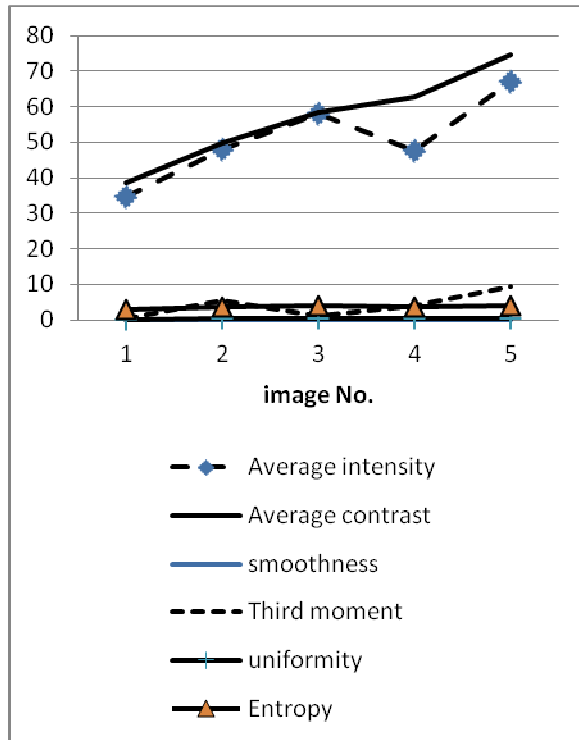 80
70
60
50
40
30
20
10
0
1 2 3 4 5
image No.
Average intensity
Average contrast
smoothness
Third moment
uniformity
Entropy